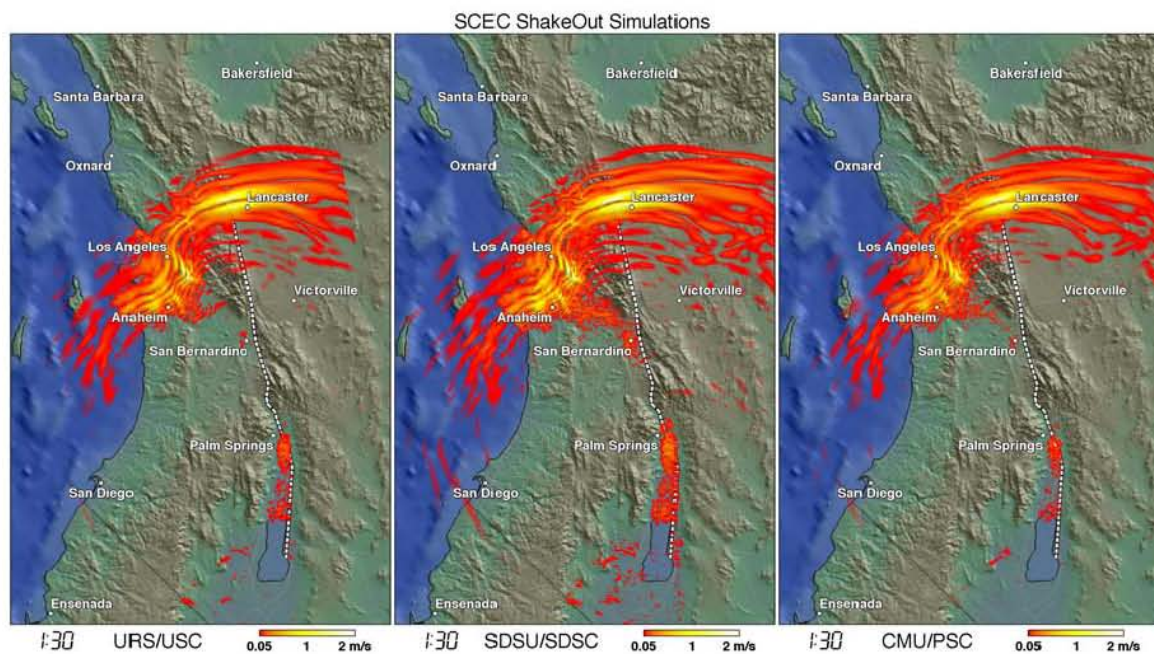 SCEC ShakeOut Simulations
Bakersfield
Santa Barbara
Oxnard
Lancaster
Los Angeles
Victorville
Anaheim
San Bernardino
Palm Springs
San Diego
Ensenada
1:30 URS/USC 0.05 1 2 m/s
Bakersfield
Santa Barbara
Oxnard
Lancaster
Los Angeles
Victorville
Anaheim
San Bernardino
Palm Springs
San Diego
Ensenada
1:30 SDSU/SDSC 0.05 1 2 m/s
Bakersfield
Santa Barbara
Oxnard
Lancaster
Los Angeles
Victorville
Anaheim
San Bernardino
Palm Springs
San Diego
Ensenada
1:30 CMU/PSC 0.05 1 2 m/s